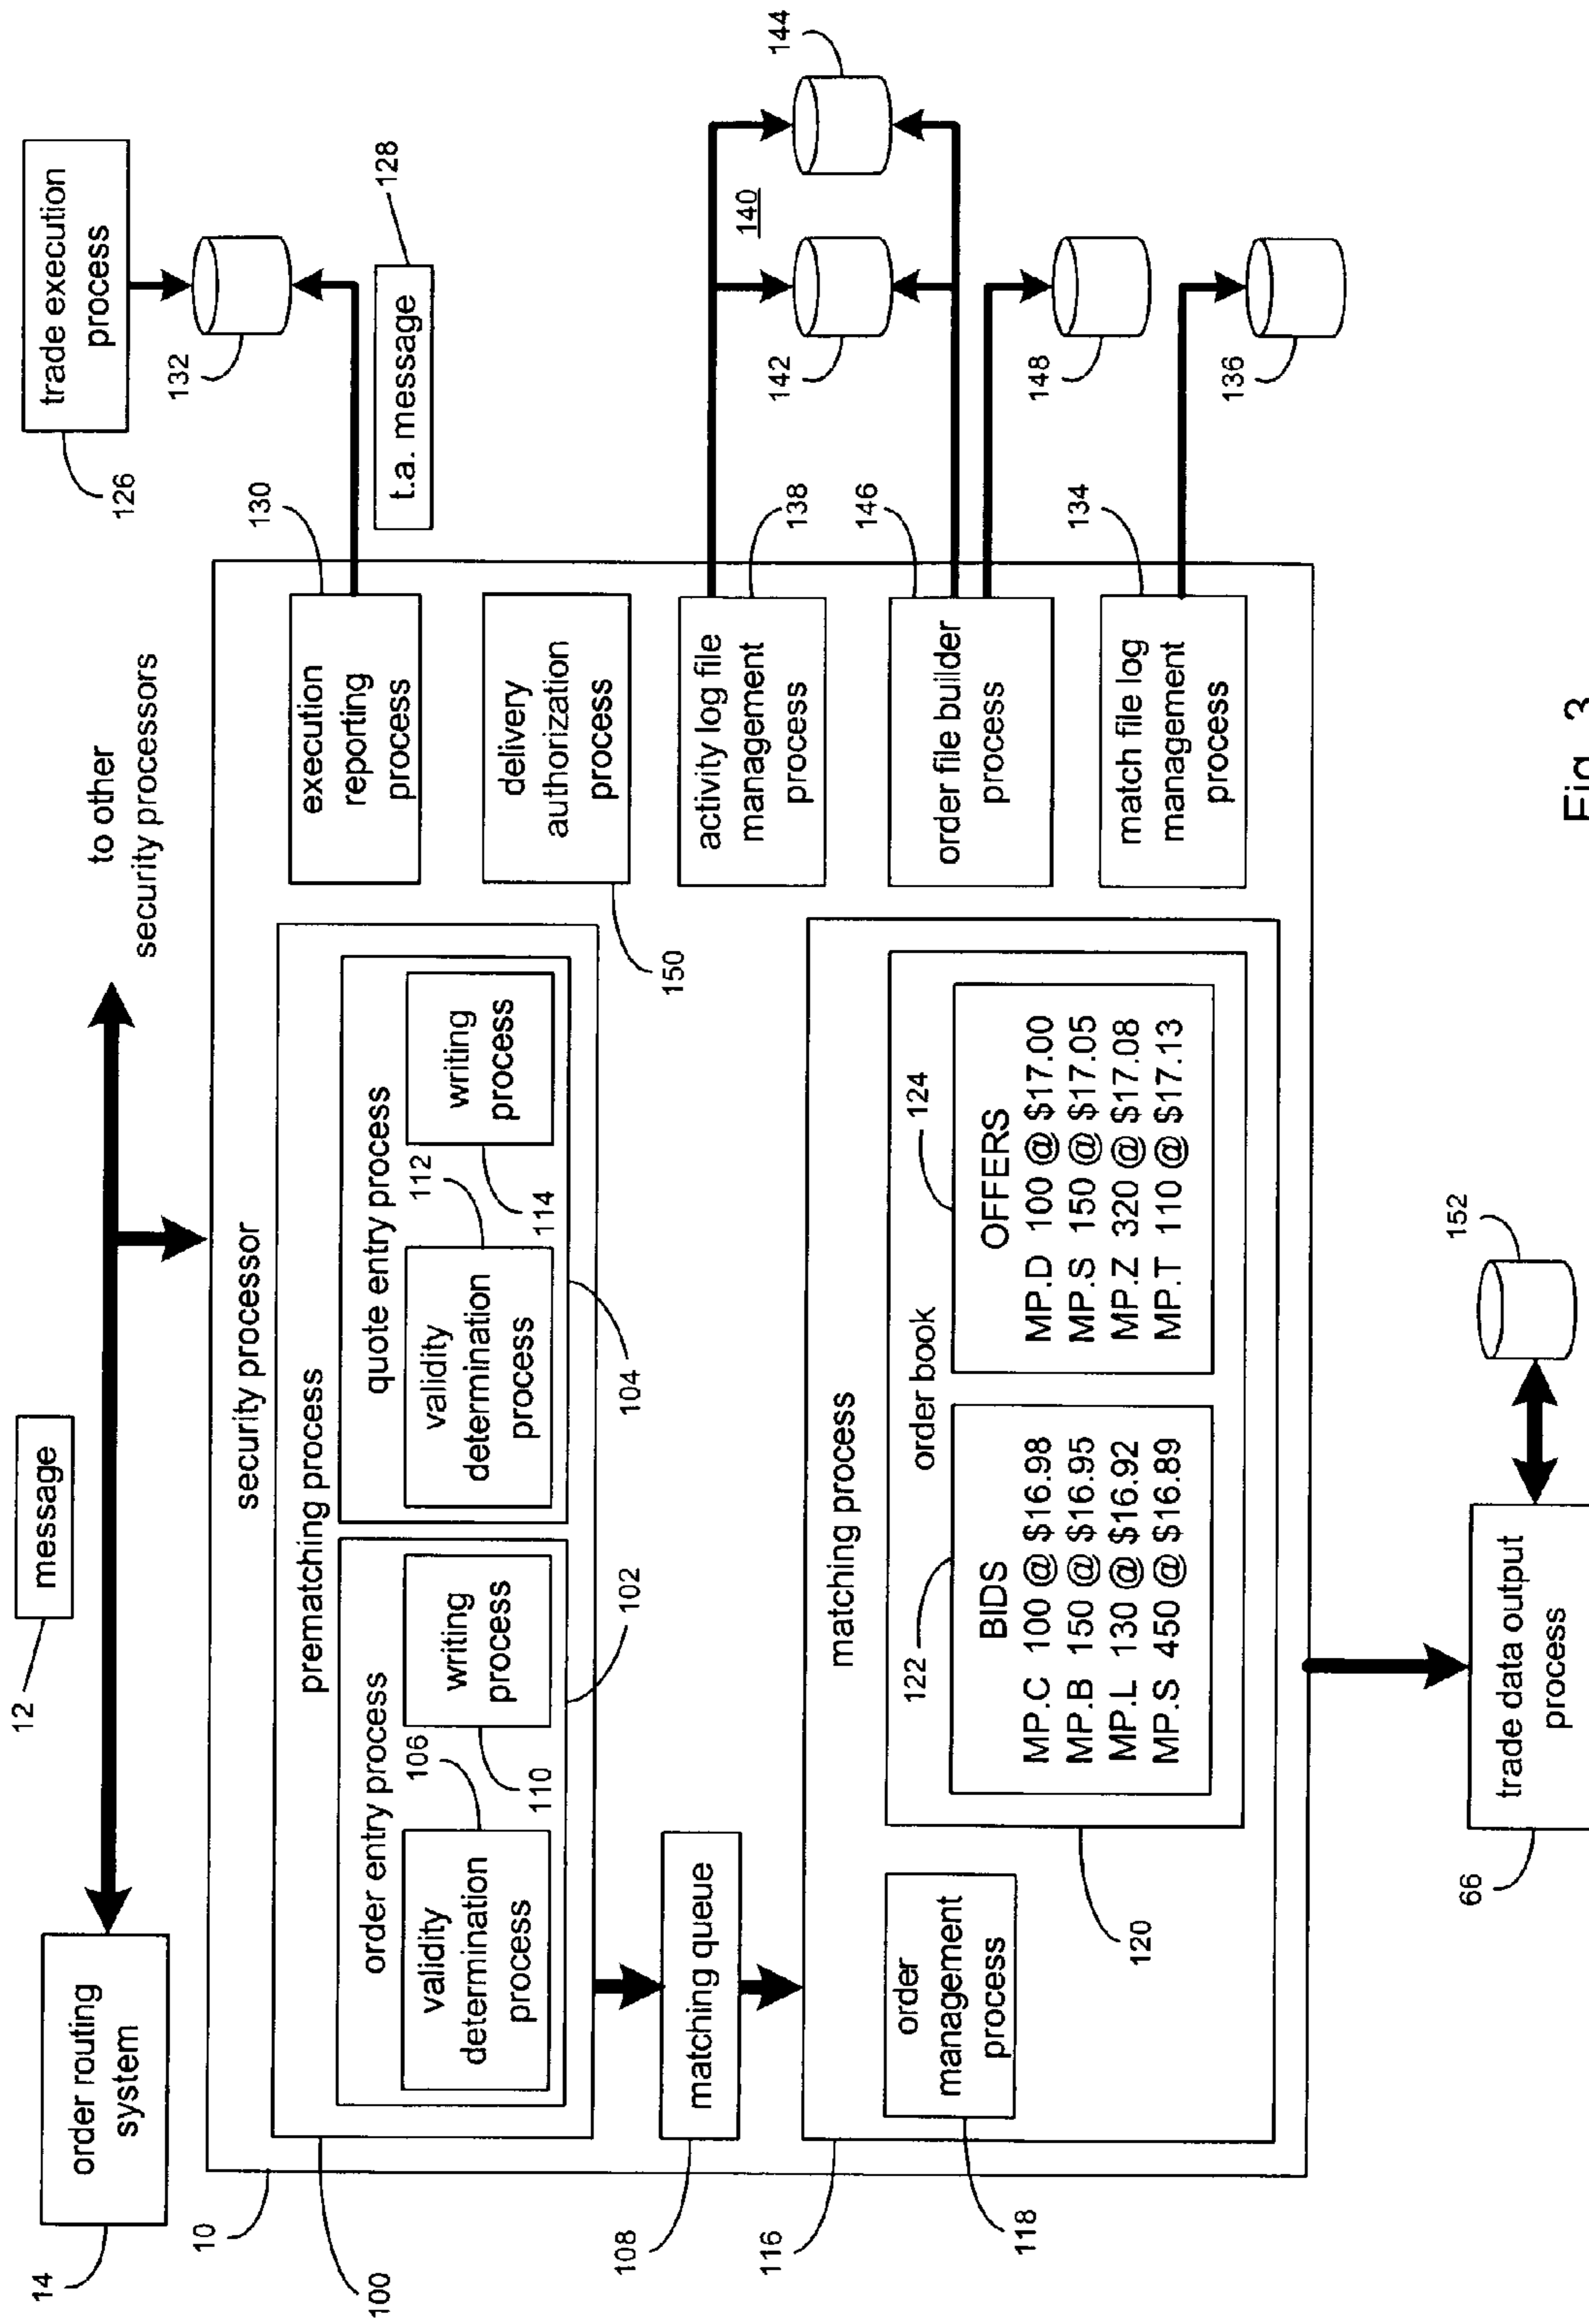 12
message
14
order routing
system
to other
security processors
trade execution
process
126
132
t.a. message
128
10
security processor
100
prematching process
order entry process
validity
determination
process
106
writing
process
110
102
quote entry process
validity
determination
process
112
writing
process
114
104
execution
reporting
process
130
delivery
authorization
process
150
108
matching queue
116
matching process
order
management
process
118
120
order book
122
BIDS
MP.C 100 @ $16.98
MP.B 150 @ $16.95
MP.L 130 @ $16.92
MP.S 450 @ $16.89
124
OFFERS
MP.D 100 @ $17.00
MP.S 150 @ $17.05
MP.Z 320 @ $17.08
MP.T 110 @ $17.13
activity log file
management
process
138
140
142
144
order file builder
process
146
148
match file log
management
process
134
136
66
trade data output
process
152
Fig. 3